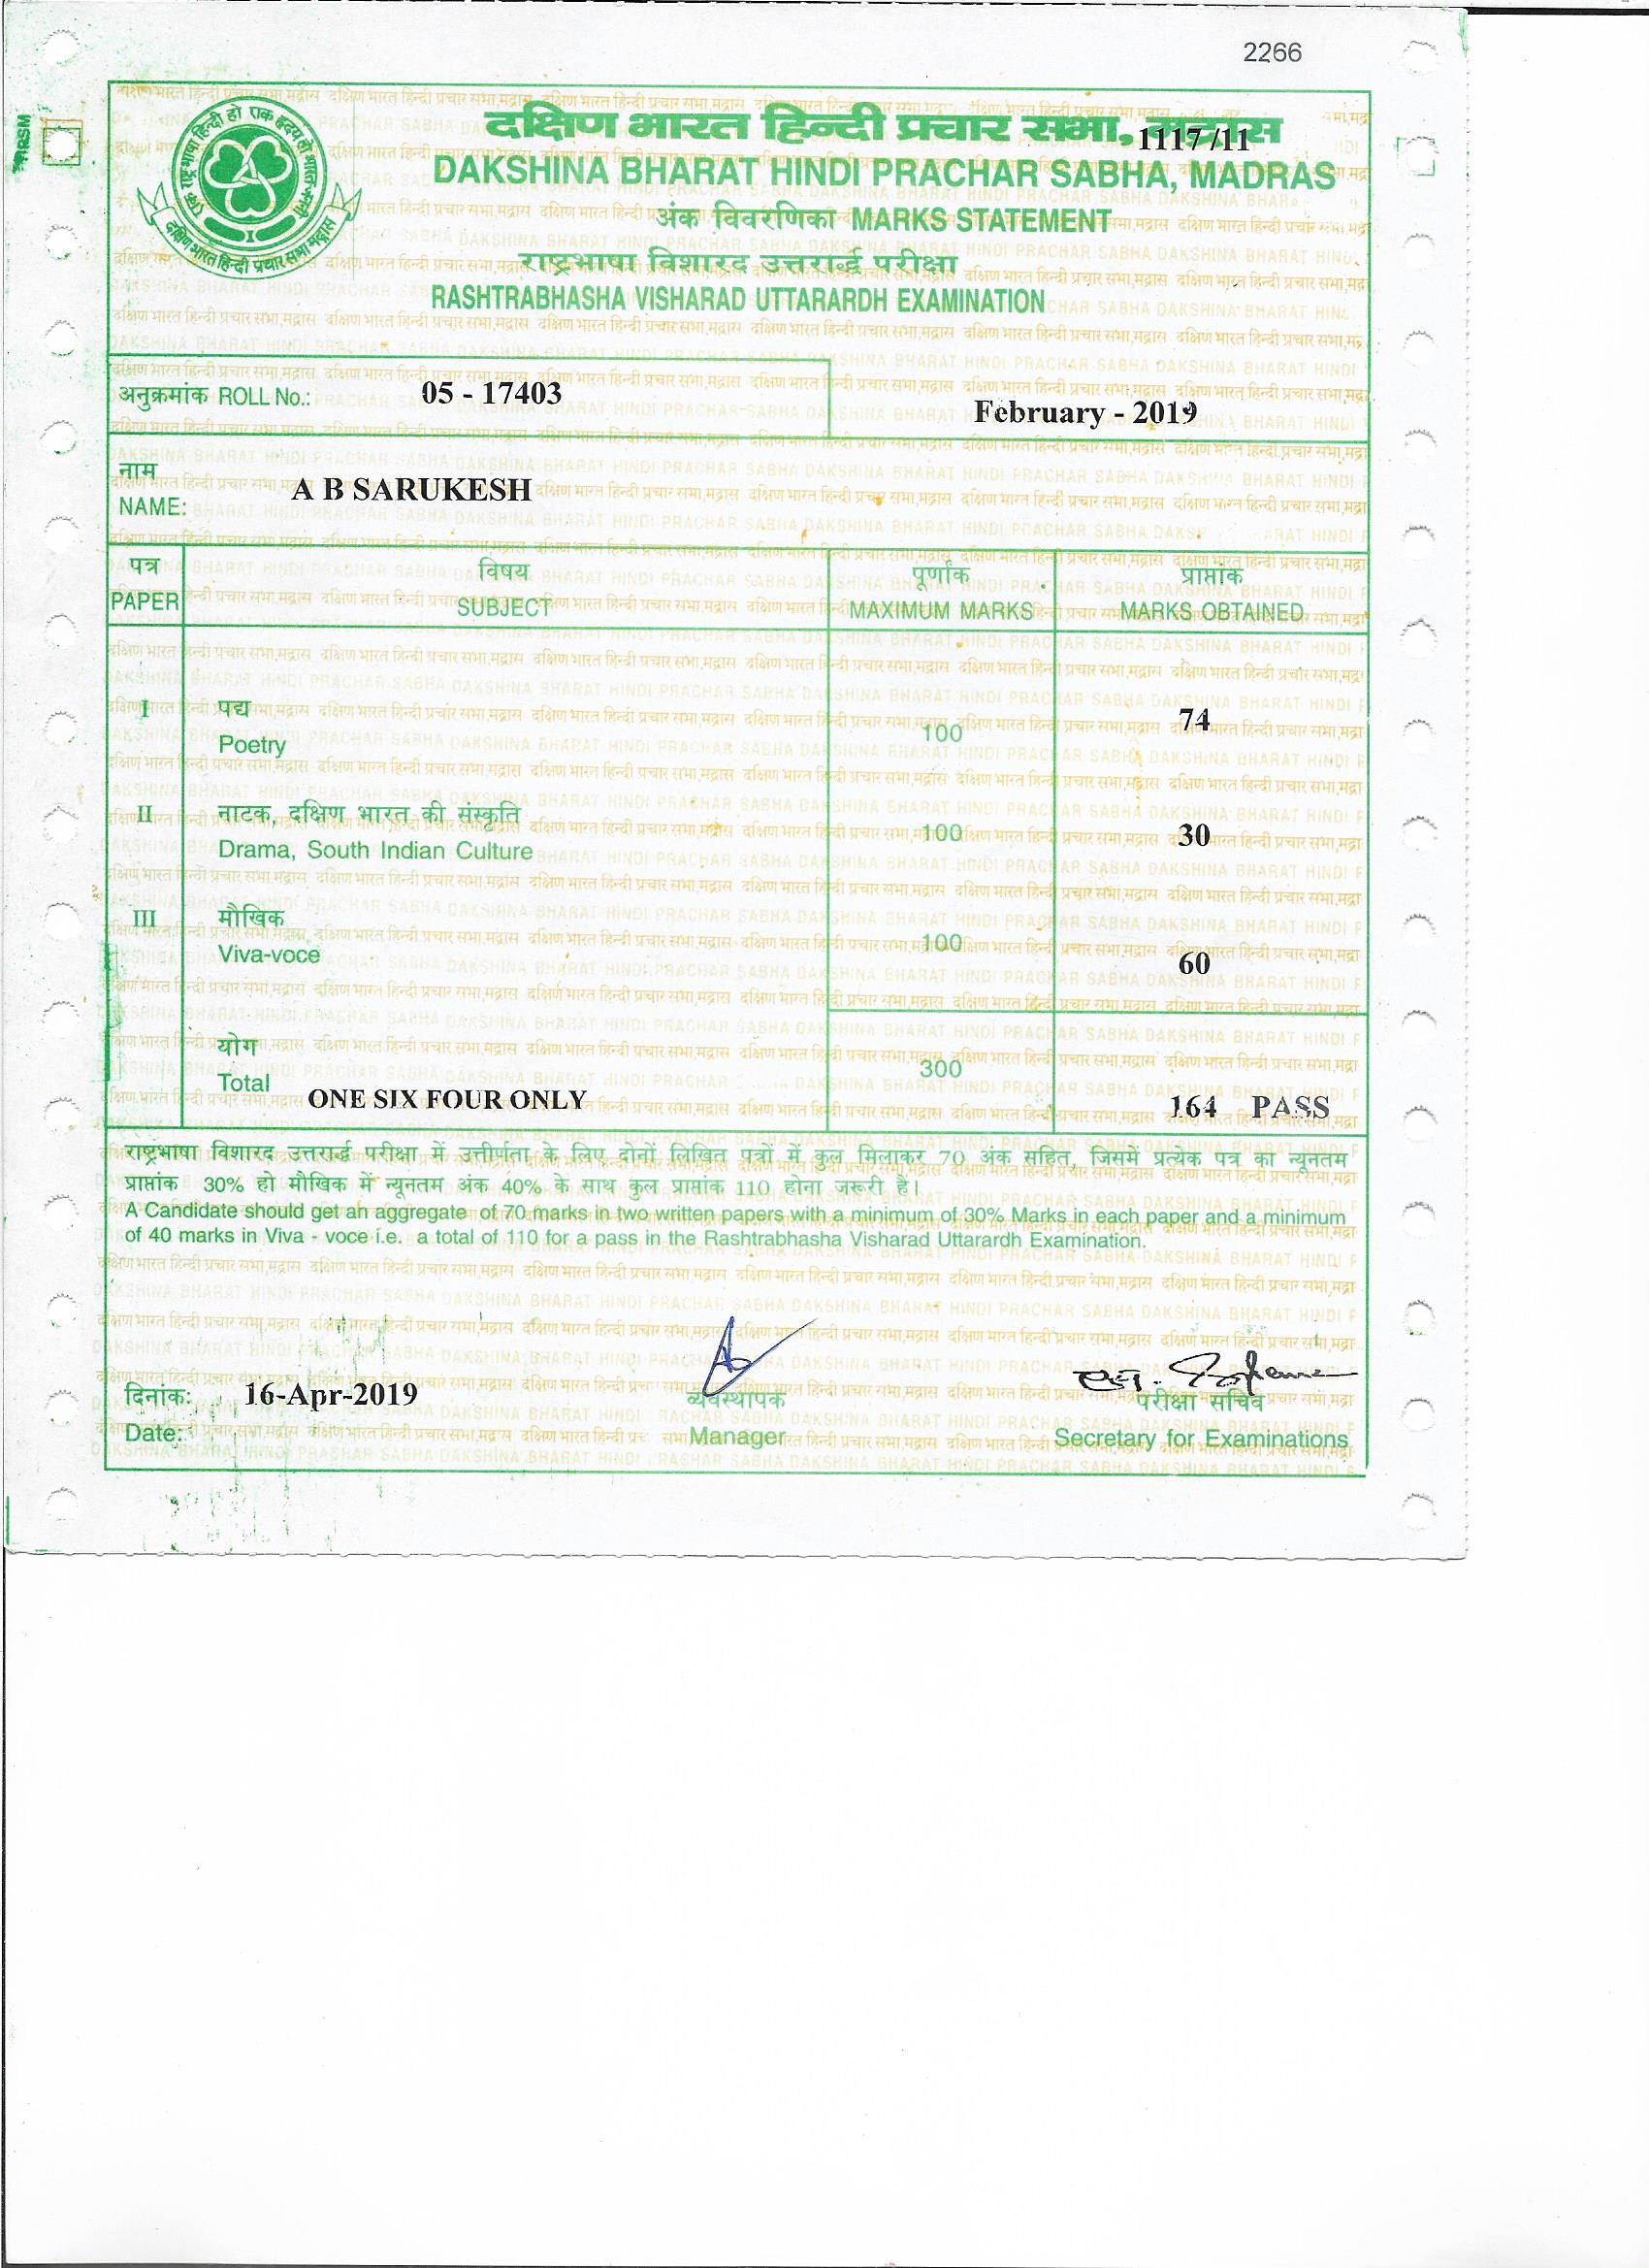 2266
दक्षिण भारत हिन्दी प्रचार सभा, मद्रास
1117/11
DAKSHINA BHARAT HINDI PRACHAR SABHA, MADRAS
अंक विवरणिका MARKS STATEMENT
राष्ट्रभाषा विशारद उत्तरार्द्ध परीक्षा
RASHTRABHASHA VISHARAD UTTARARDH EXAMINATION
दक्षिण भारत हिन्दी प्रचार सभा मद्रास
अनुक्रमांक ROLL No.: 05 - 17403
February - 2019
नाम
NAME: A B SARUKESH
पत्र विषय पूर्णांक प्राप्तांक
PAPER SUBJECT MAXIMUM MARKS MARKS OBTAINED
I पद्य 100 74
Poetry
II नाटक, दक्षिण भारत की संस्कृति 100 30
Drama, South Indian Culture
III मौखिक 100 60
Viva-voce
योग 300
Total ONE SIX FOUR ONLY 164 PASS
राष्ट्रभाषा विशारद उत्तरार्द्ध परीक्षा में उत्तीर्णता के लिए दोनों लिखित पत्रों में कुल मिलाकर 70 अंक सहित, जिसमें प्रत्येक पत्र का न्यूनतम
प्राप्तांक 30% हो मौखिक में न्यूनतम अंक 40% के साथ कुल प्राप्तांक 110 होना जरूरी है।
A Candidate should get an aggregate of 70 marks in two written papers with a minimum of 30% Marks in each paper and a minimum
of 40 marks in Viva - voce i.e. a total of 110 for a pass in the Rashtrabhasha Visharad Uttarardh Examination.
दिनांक: 16-Apr-2019 व्यवस्थापक परीक्षा सचिव
Date: Manager Secretary for Examinations